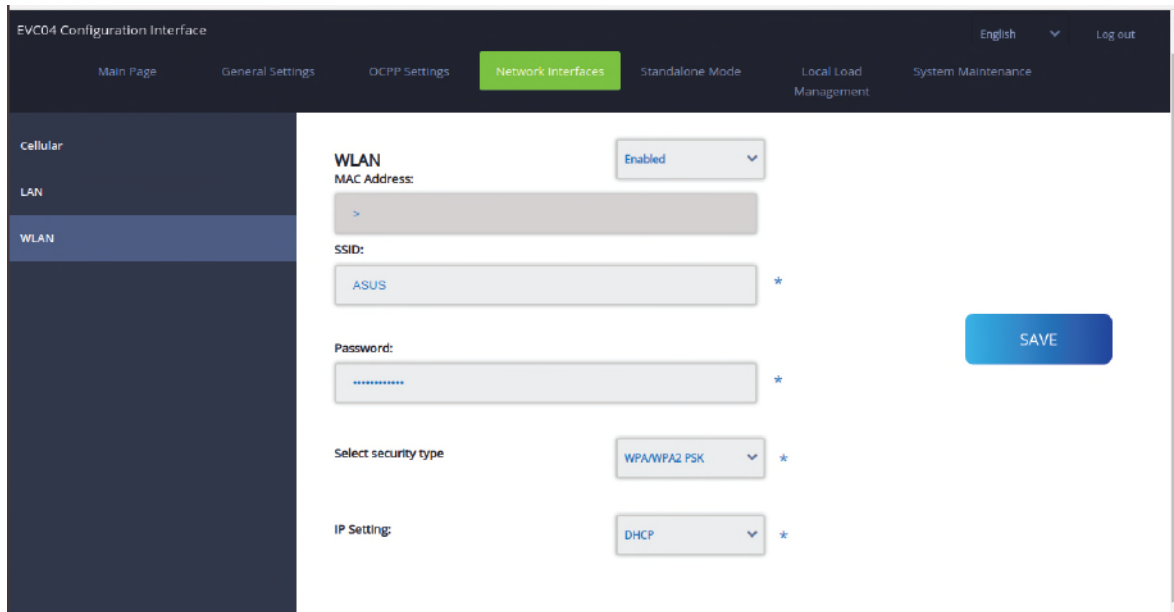 EVC04 Configuration Interface
English
Log out
Main Page
General Settings
OCPP Settings
Network Interfaces
Standalone Mode
Local Load
Management
System Maintenance
Cellular
LAN
WLAN
WLAN
Enabled
MAC Address:
>
SSID:
ASUS
*
SAVE
Password:
••••••••••••
*
Select security type
WPA/WPA2 PSK
*
IP Setting:
DHCP
*